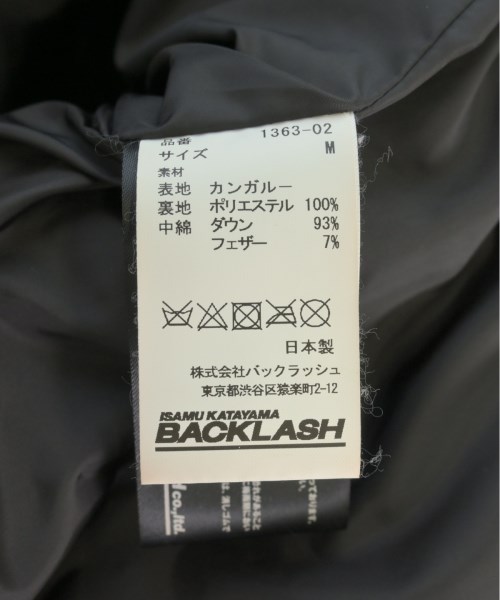 品番 1363-02
サイズ M
素材
表地 カンガルー
裏地 ポリエステル 100%
中綿 ダウン 93%
フェザー 7%
日本製
株式会社バックラッシュ
東京都渋谷区猿楽町2-12
ISAMU KATAYAMA
BACKLASH
co.,ltd.